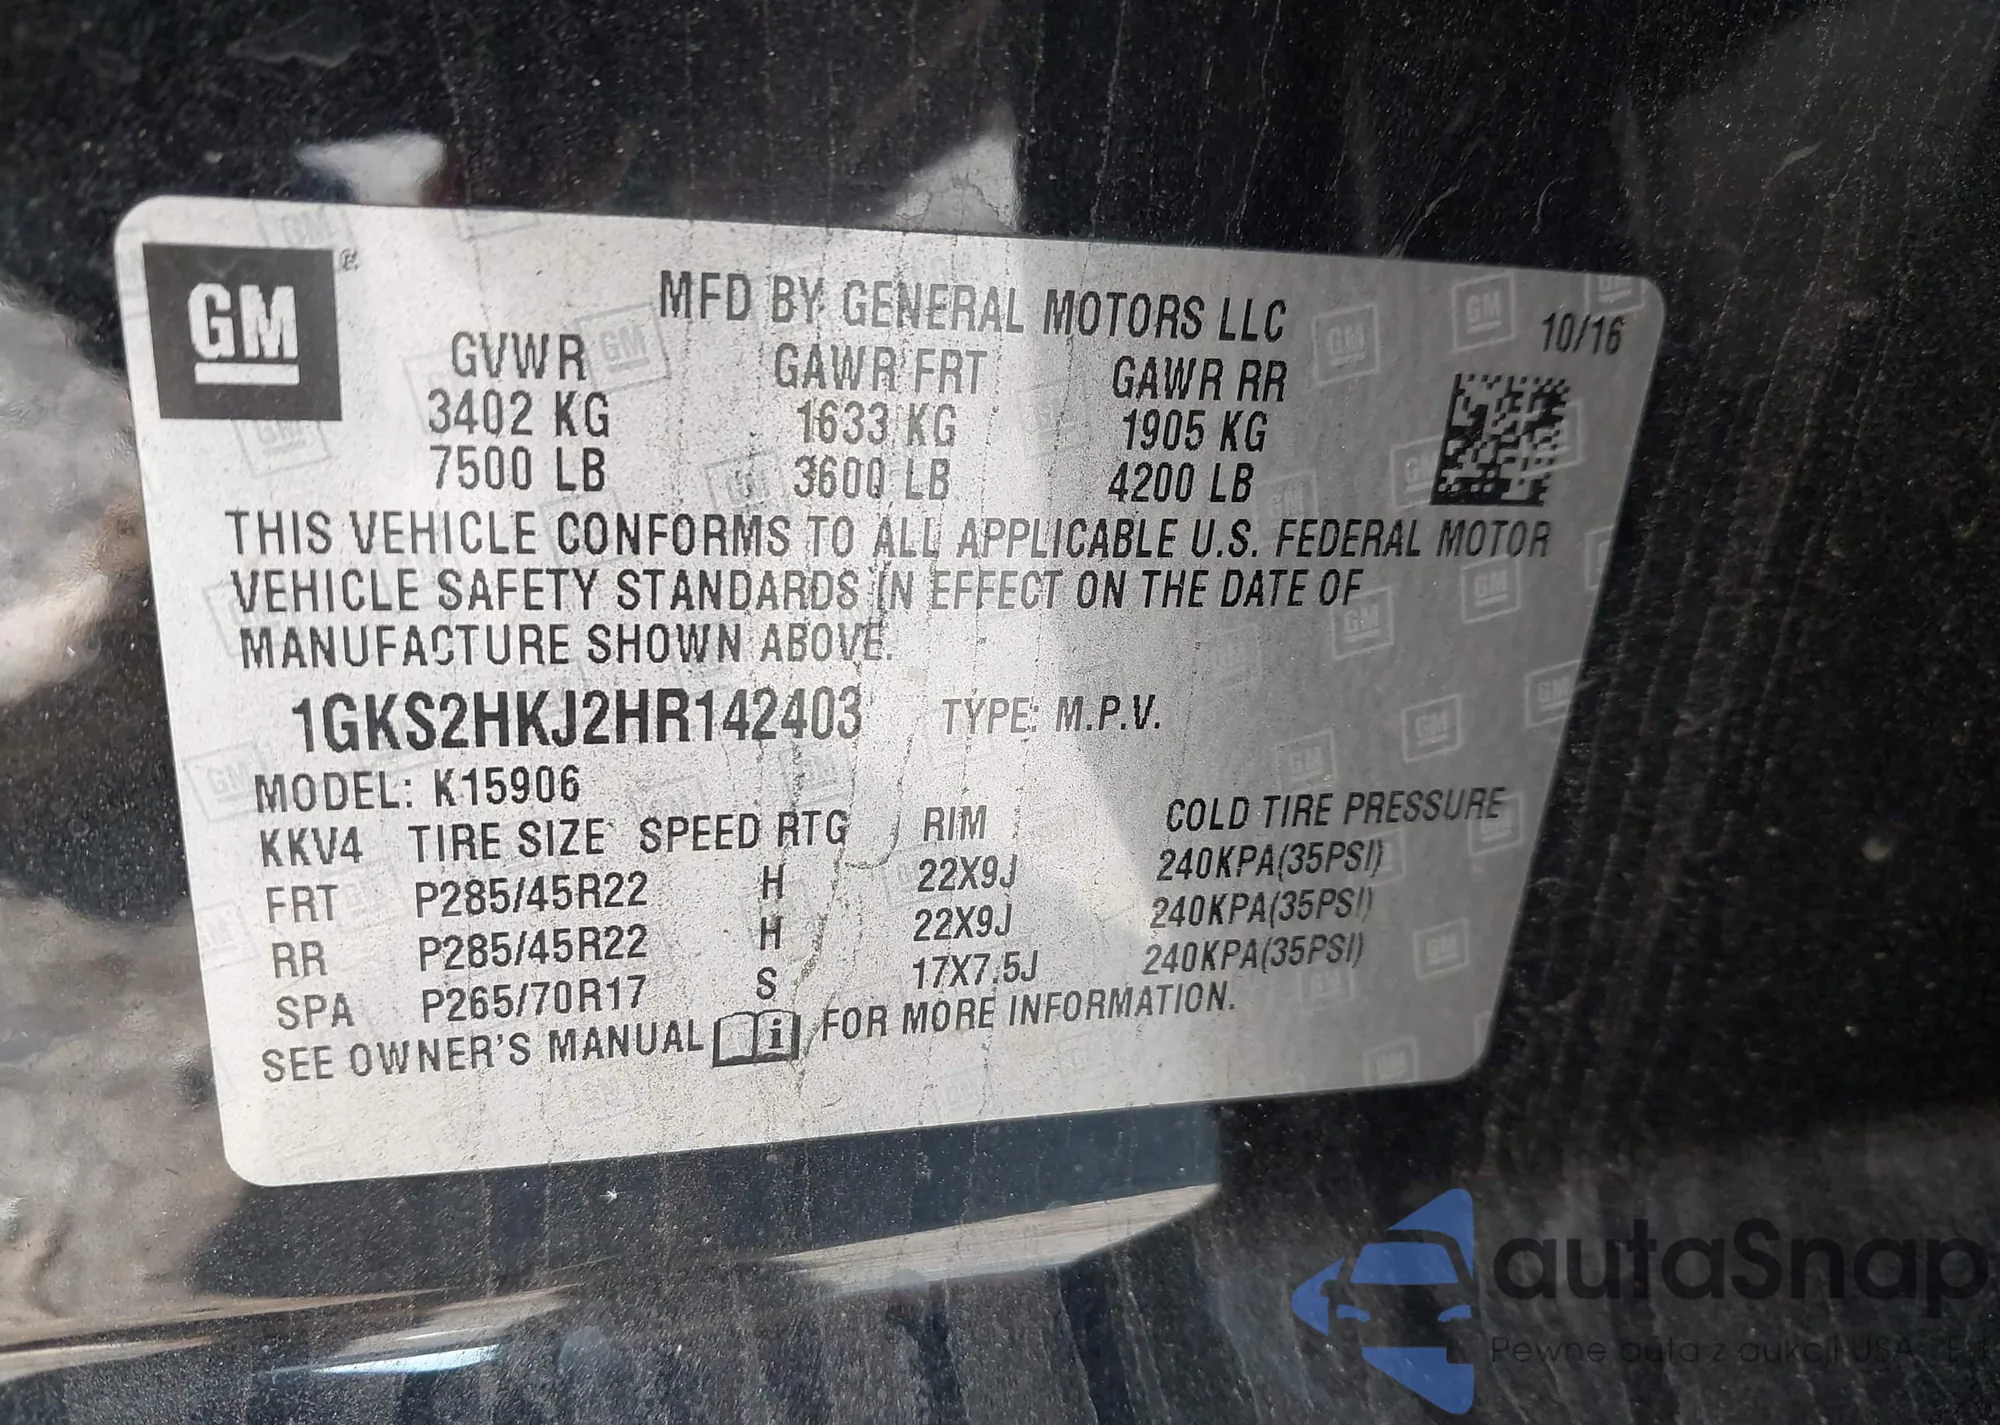 GM
MFD BY GENERAL MOTORS LLC 10/16
GVWR GAWR FRT GAWR RR
3402 KG 1633 KG 1905 KG
7500 LB 3600 LB 4200 LB
THIS VEHICLE CONFORMS TO ALL APPLICABLE U.S. FEDERAL MOTOR
VEHICLE SAFETY STANDARDS IN EFFECT ON THE DATE OF
MANUFACTURE SHOWN ABOVE.
1GKS2HKJ2HR142403 TYPE: M.P.V.
MODEL: K15906
KKV4 TIRE SIZE SPEED RTG RIM COLD TIRE PRESSURE
FRT P285/45R22 H 22X9J 240KPA(35PSI)
RR P285/45R22 H 22X9J 240KPA(35PSI)
SPA P265/70R17 S 17X7.5J 240KPA(35PSI)
SEE OWNER'S MANUAL i FOR MORE INFORMATION.
autaSnap
Pewne auta z aukcji USA